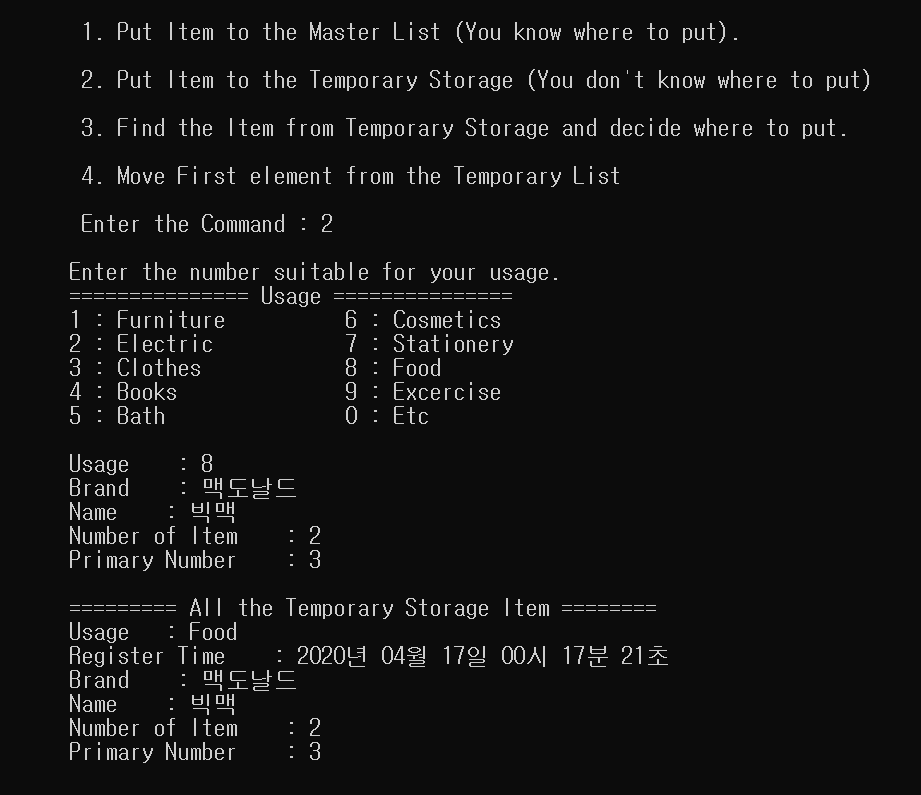 1. Put Item to the Master List (You know where to put).
2. Put Item to the Temporary Storage (You don't know where to put)
3. Find the Item from Temporary Storage and decide where to put.
4. Move First element from the Temporary List
Enter the Command : 2
Enter the number suitable for your usage.
=============== Usage ===============
1 : Furniture 6 : Cosmetics
2 : Electric 7 : Stationery
3 : Clothes 8 : Food
4 : Books 9 : Excercise
5 : Bath 0 : Etc
Usage : 8
Brand : 맥도날드
Name : 빅맥
Number of Item : 2
Primary Number : 3
========= All the Temporary Storage Item ========
Usage : Food
Register Time : 2020년 04월 17일 00시 17분 21초
Brand : 맥도날드
Name : 빅맥
Number of Item : 2
Primary Number : 3